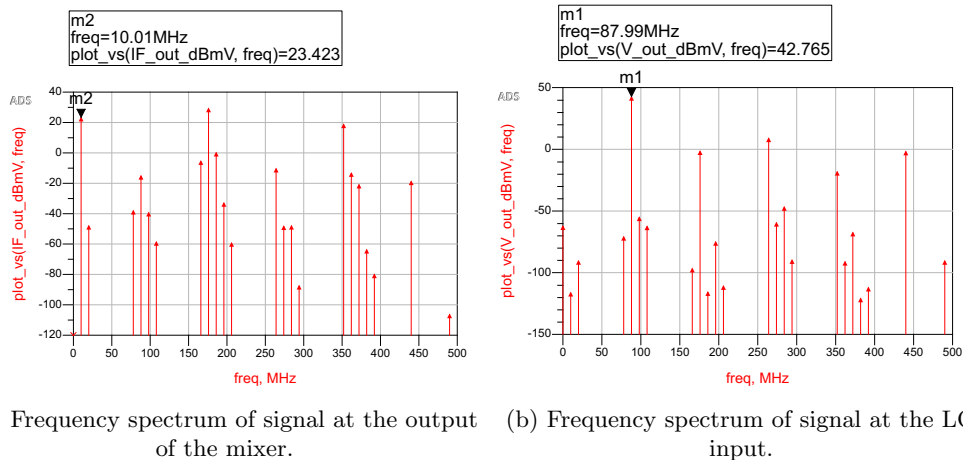 m2
freq=10.01MHz
plot_vs(IF_out_dBmV, freq)=23.423
ADS
m2
plot_vs(IF_out_dBmV, freq)
40
20
0
-20
-40
-60
-80
-100
-120
0
50
100
150
200
250
300
350
400
450
500
freq, MHz
Frequency spectrum of signal at the output
of the mixer.
m1
freq=87.99MHz
plot_vs(V_out_dBmV, freq)=42.765
ADS
m1
plot_vs(V_out_dBmV, freq)
50
0
-50
-100
-150
0
50
100
150
200
250
300
350
400
450
500
freq, MHz
(b) Frequency spectrum of signal at the LO
input.